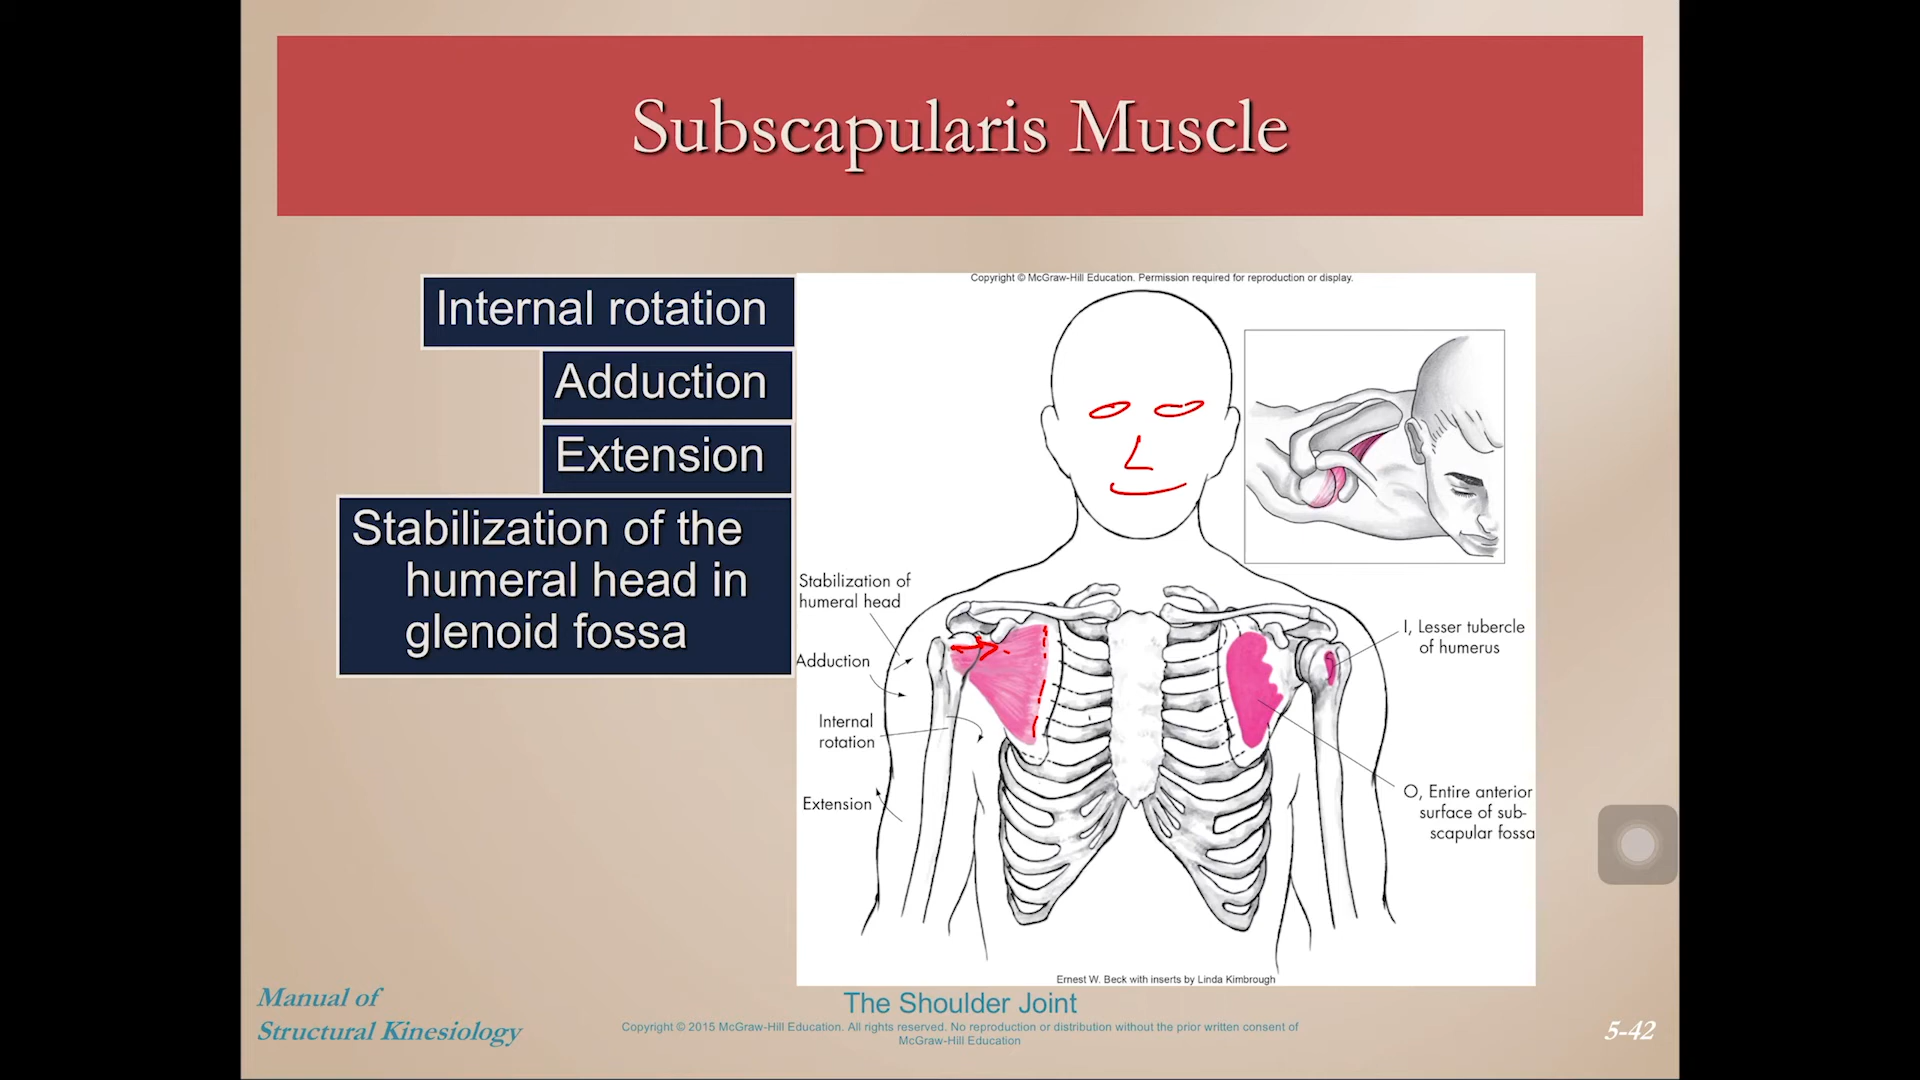 Subscapularis Muscle
Internal rotation
Adduction
Extension
Stabilization of the
humeral head in
glenoid fossa
Copyright © McGraw-Hill Education. Permission required for reproduction or display.
Stabilization of
humeral head
Adduction
Internal
rotation
Extension
I, Lesser tubercle
of humerus
O, Entire anterior
surface of sub-
scapular fossa
Ernest W. Beck with inserts by Linda Kimbrough
Manual of
Structural Kinesiology
The Shoulder Joint
Copyright © 2015 McGraw-Hill Education. All rights reserved. No reproduction or distribution without the prior written consent of
McGraw-Hill Education
5-42